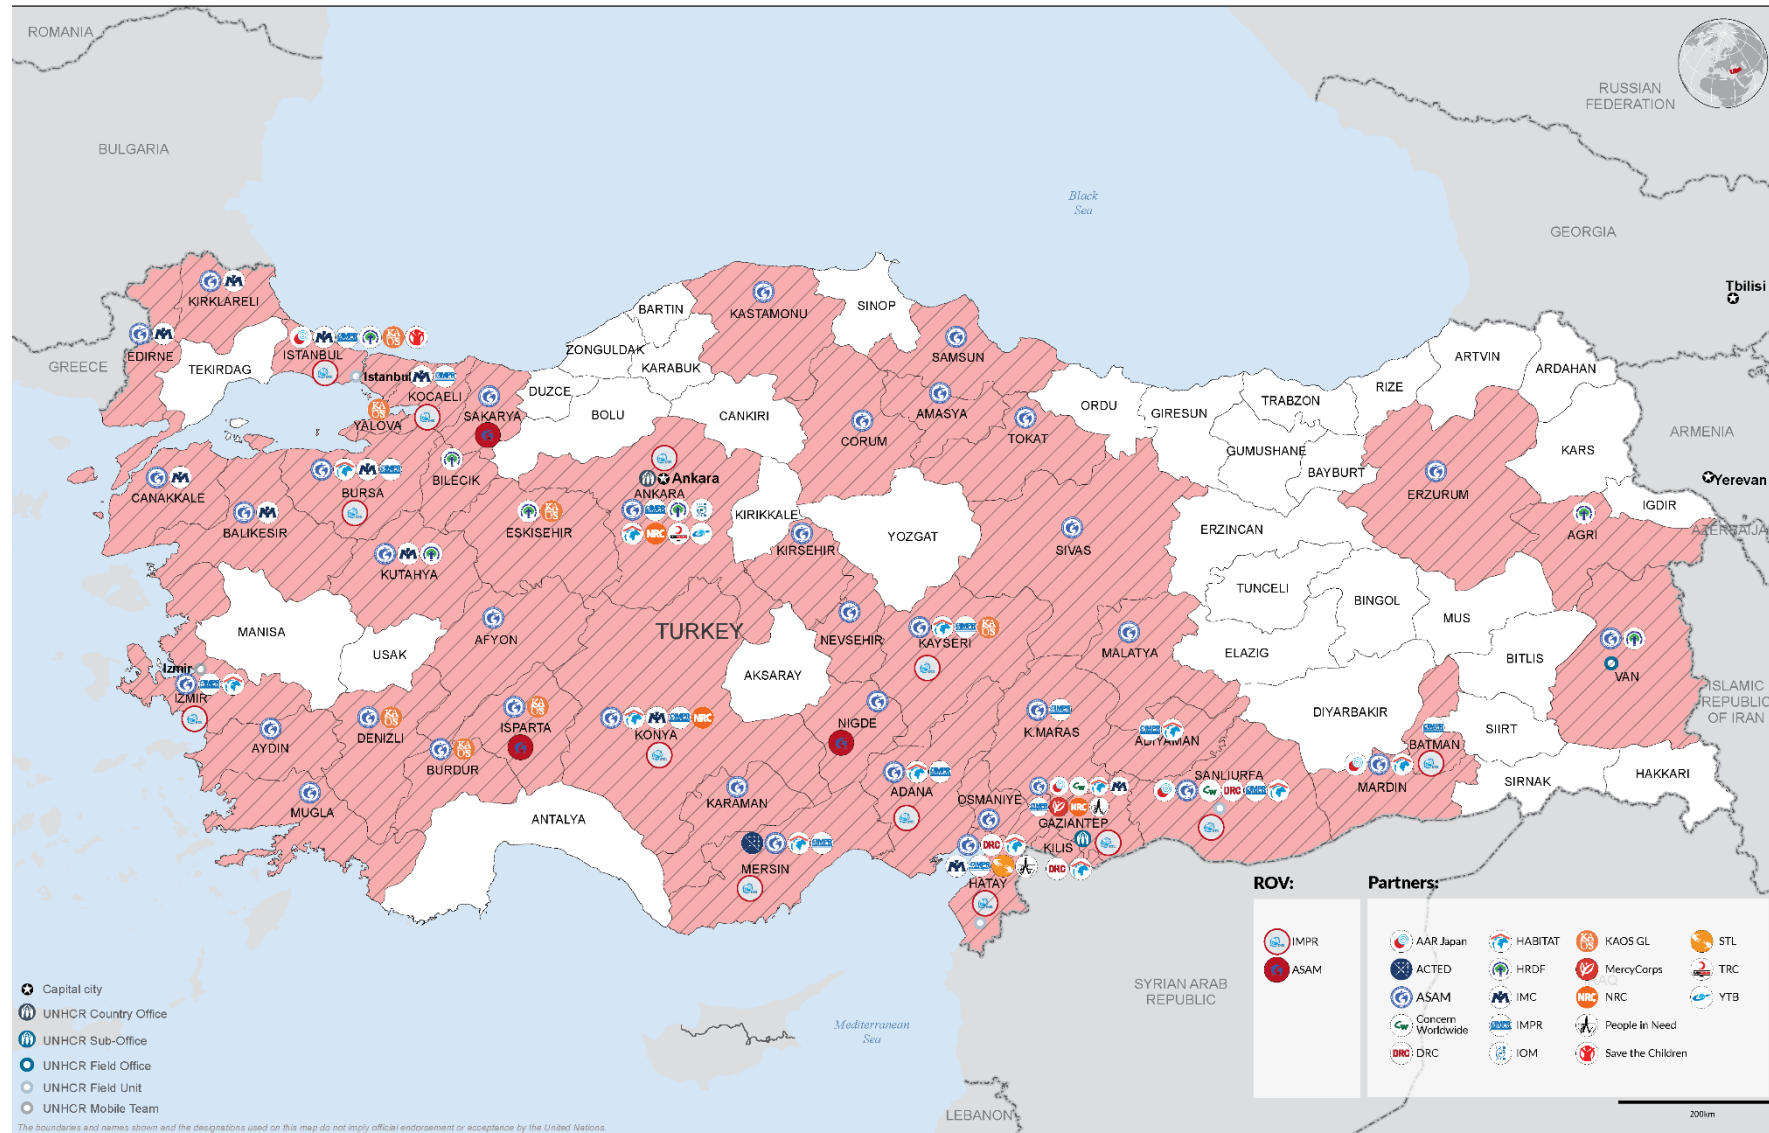 ROMANIA
RUSSIAN
FEDERATION
BULGARIA
Black
Sea
GEORGIA
Tbilisi
KIRKLARELI
BARTIN
KASTAMONU
SINOP
EDIRNE
ISTANBUL
ZONGULDAK
SAMSUN
ARTVIN
GREECE
TEKIRDAG
KARABUK
ARDAHAN
Istanbul
KOCAELI
DUZCE
RIZE
YALOVA
SAKARYA
BOLU
CANKIRI
AMASYA
ORDU
GIRESUN
TRABZON
CORUM
TOKAT
ARMENIA
GUMUSHANE
KARS
BILECIK
BAYBURT
Ankara
Yerevan
CANAKKALE
BURSA
ANKARA
ERZURUM
IGDIR
KIRIKKALE
BALIKESIR
ESKISEHIR
ERZINCAN
AGRI
AZERBAIJA
YOZGAT
KIRSEHIR
SIVAS
KUTAHYA
TUNCELI
BINGOL
MUS
MANISA
AFYON
TURKEY
NEVSEHIR
KAYSERI
MALATYA
ELAZIG
BITLIS
USAK
Izmir
AKSARAY
VAN
ISLAMIC
REPUBLIC
OF IRAN
IZMIR
DIYARBAKIR
ISPARTA
NIGDE
SIIRT
AYDIN
DENIZLI
KONYA
K.MARAS
ADIYAMAN
BATMAN
BURDUR
SANLIURFA
HAKKARI
MARDIN
SIRNAK
ADANA
OSMANIYE
KARAMAN
MUGLA
ANTALYA
GAZIANTEP
KILIS
MERSIN
HATAY
SYRIAN ARAB
REPUBLIC
IRAQ
Mediterranean
Sea
LEBANON
ROV:
IMPR
ASAM
Partners:
AAR Japan
HABITAT
KAOS GL
STL
ACTED
HRDF
MercyCorps
TRC
ASAM
IMC
NRC
YTB
Concern
Worldwide
IMPR
People in Need
DRC
IOM
Save the Children
200km
Capital city
UNHCR Country Office
UNHCR Sub-Office
UNHCR Field Office
UNHCR Field Unit
UNHCR Mobile Team
The boundaries and names shown and the designations used on this map do not imply official endorsement or acceptance by the United Nations.